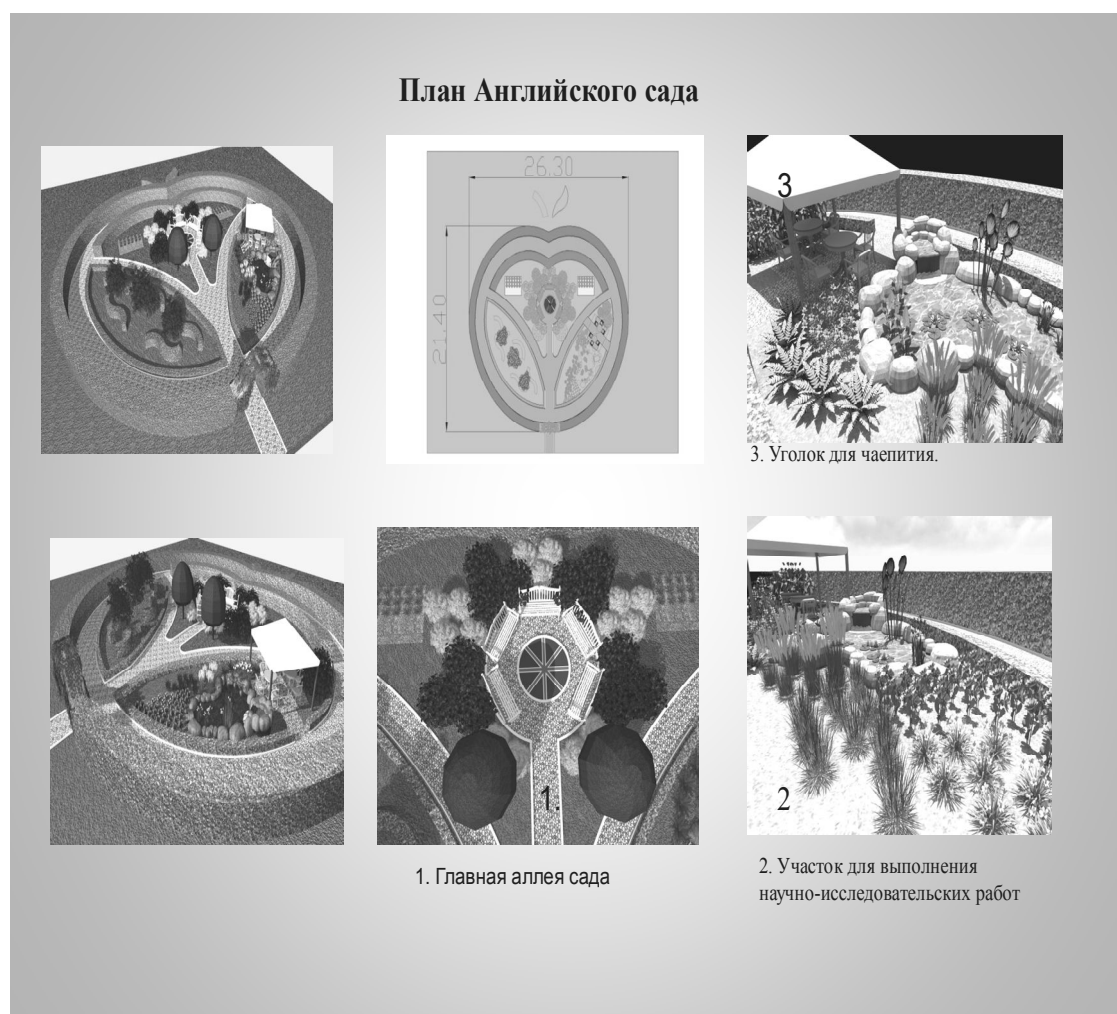 План Английского сада
26.30
21.40
3
3. Уголок для чаепития.
1.
1. Главная аллея сада
2
2. Участок для выполнения
научно-исследовательских работ